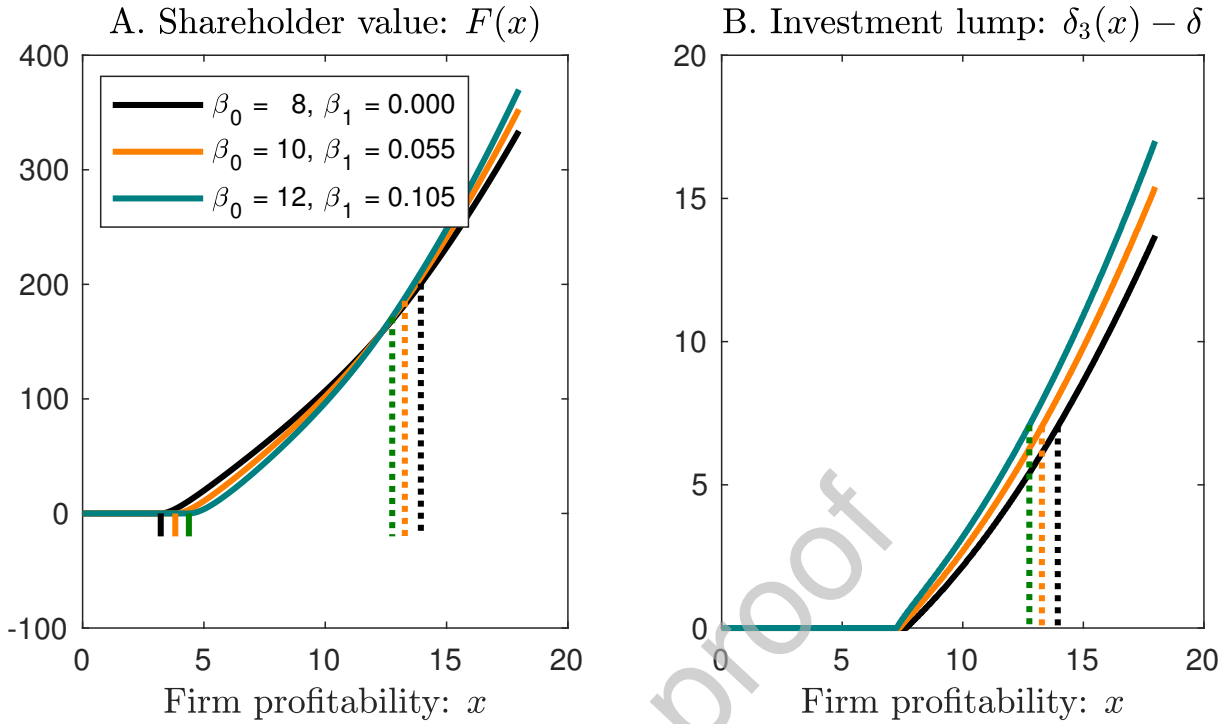 A. Shareholder value: F(x)
400
300
200
100
0
-100
0 5 10 15 20
Firm profitability: x
β₀ = 8, β₁ = 0.000
β₀ = 10, β₁ = 0.055
β₀ = 12, β₁ = 0.105
B. Investment lump: δ₃(x) − δ
20
15
10
5
0
0 5 10 15 20
Firm profitability: x
proof